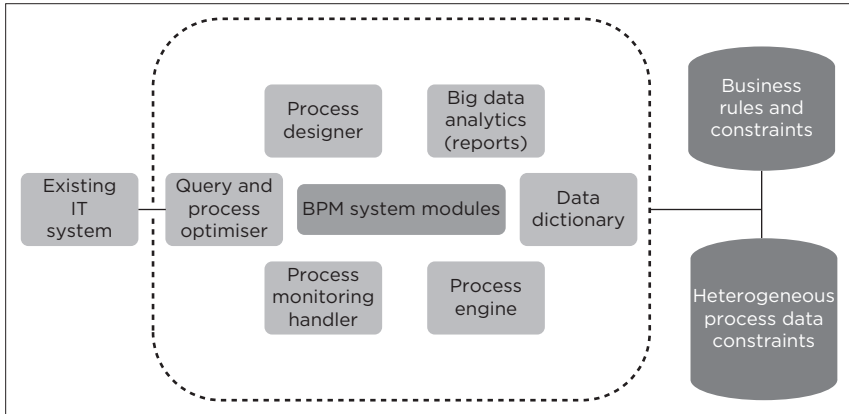 Process
designer
Big data
analytics
(reports)
Business
rules and
constraints
Existing
IT
system
Query and
process
optimiser
BPM system modules
Data
dictionary
Process
monitoring
handler
Process
engine
Heterogeneous
process data
constraints